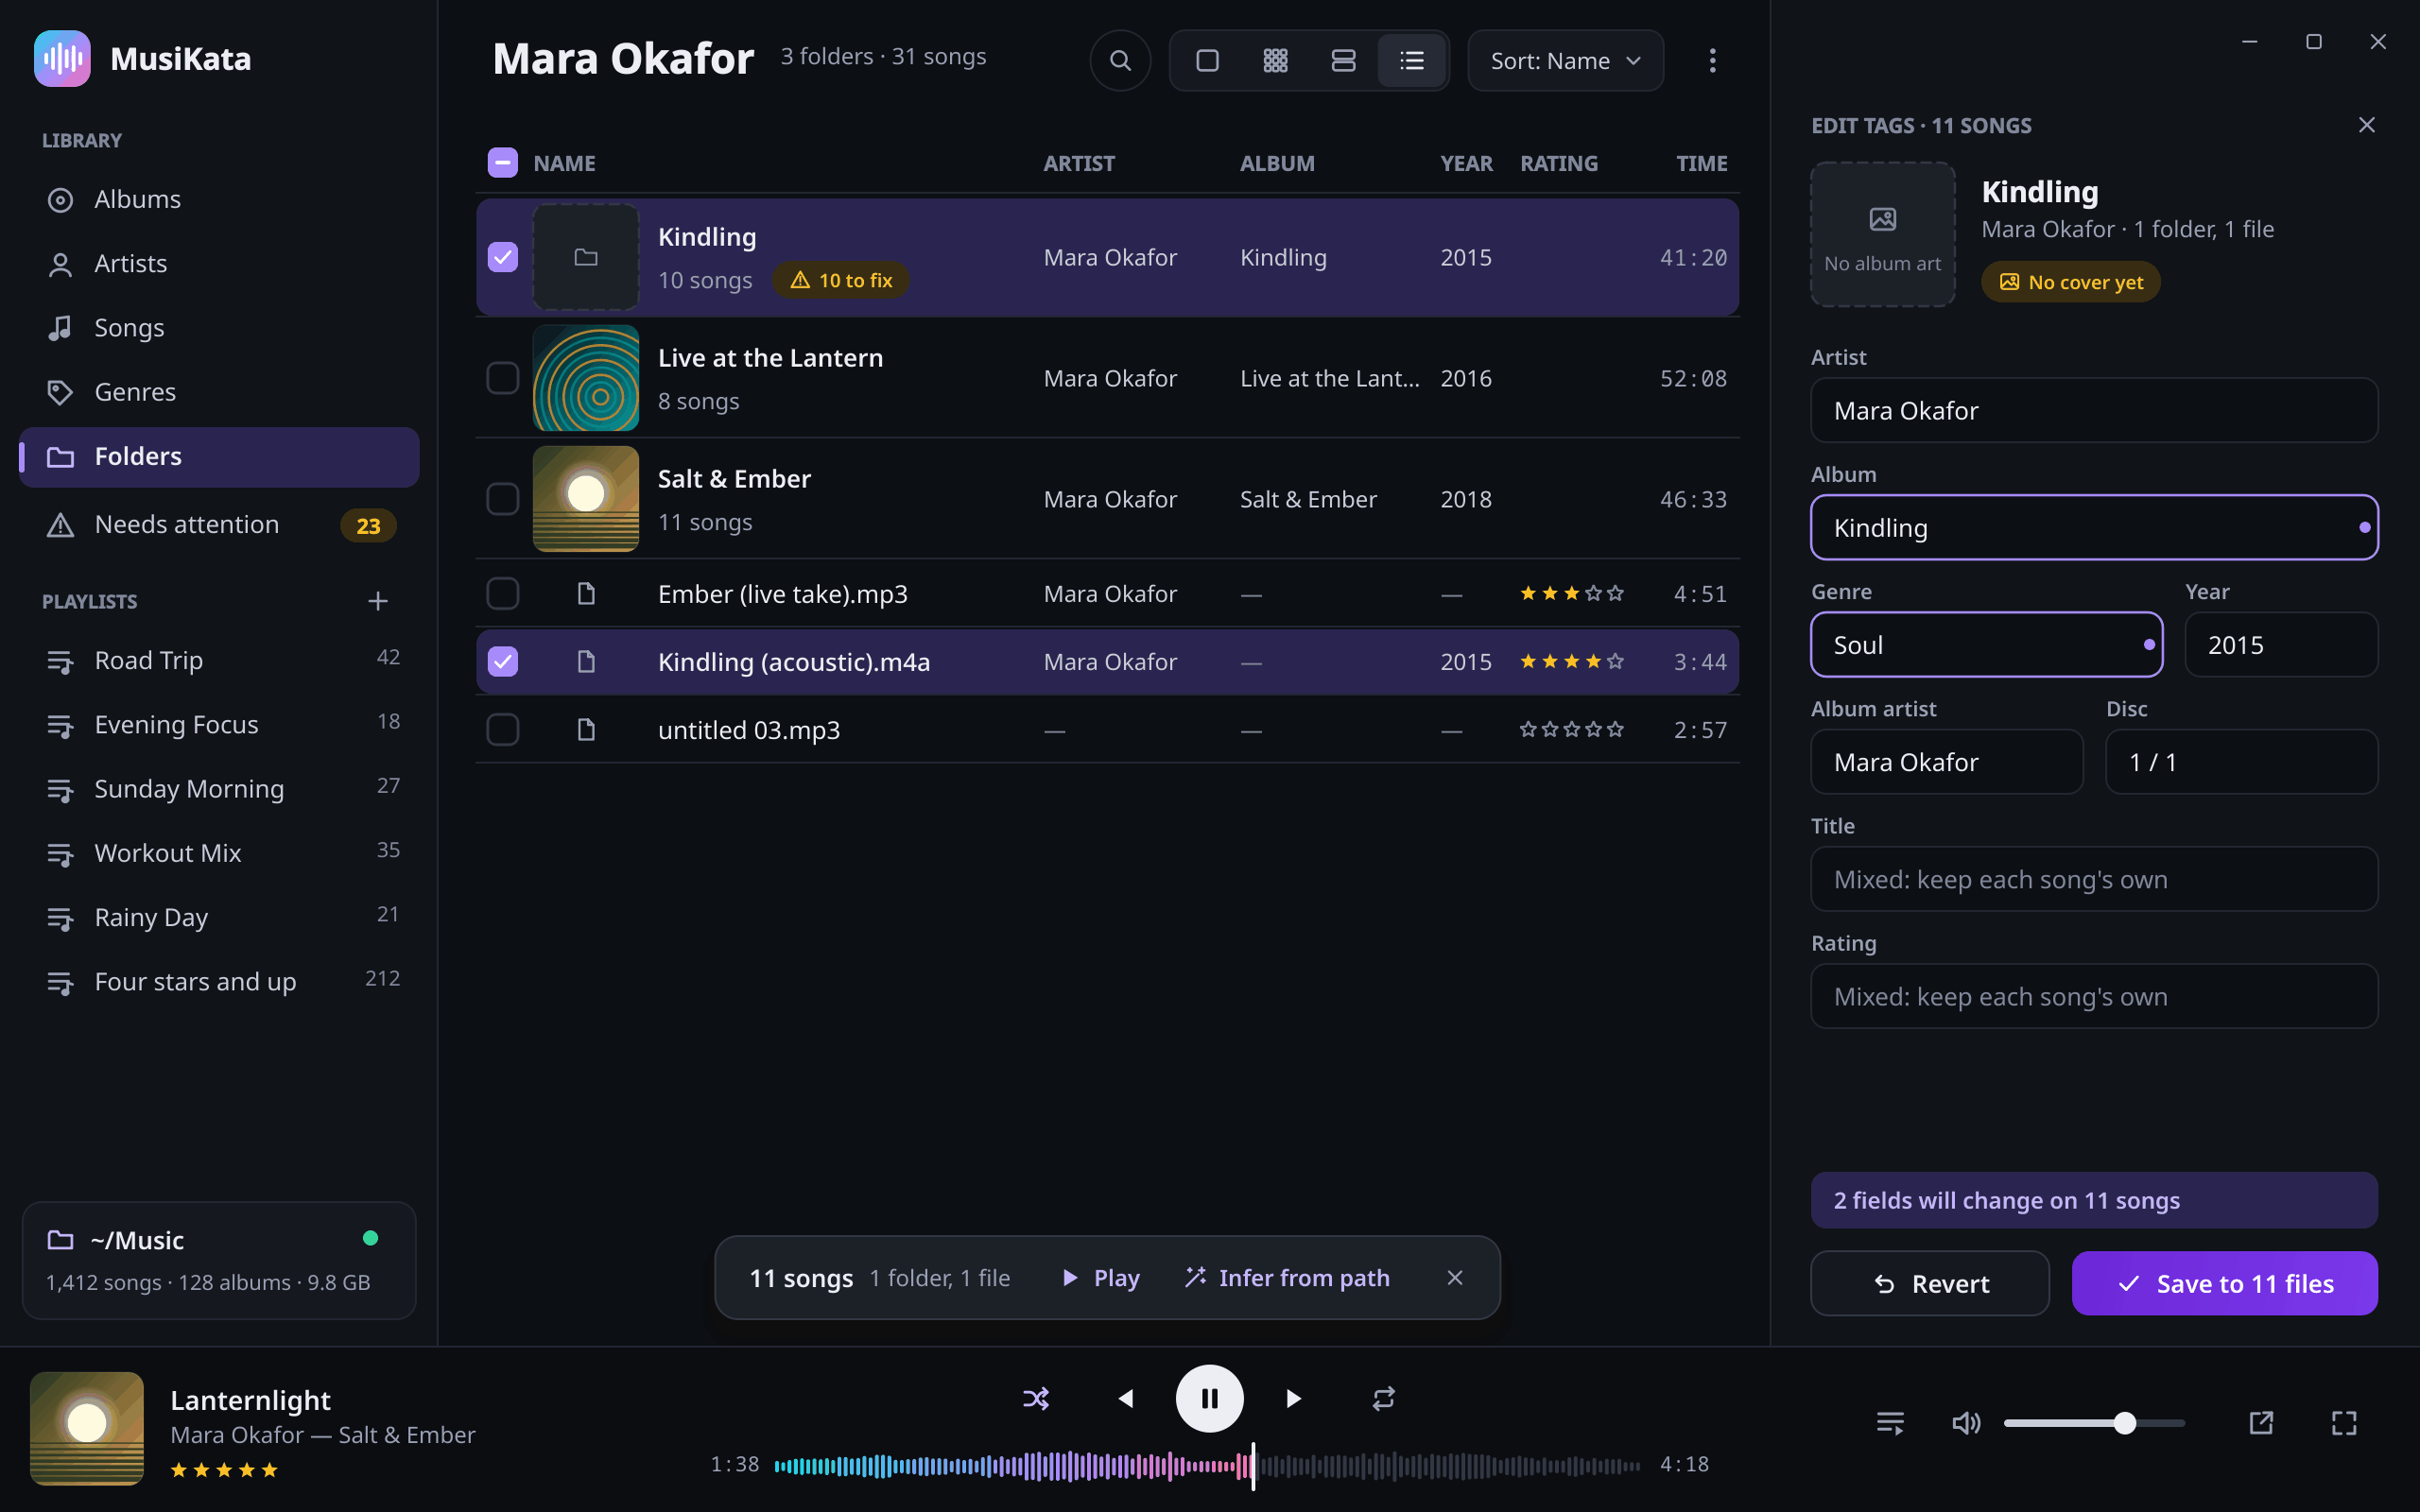 MusiKata
LIBRARY
Albums
Artists
Songs
Genres
Folders
Needs attention 23
PLAYLISTS
Road Trip 42
Evening Focus 18
Sunday Morning 27
Workout Mix 35
Rainy Day 21
Four stars and up 212
~/Music
1,412 songs · 128 albums · 9.8 GB
Mara Okafor 3 folders · 31 songs
Sort: Name
NAME ARTIST ALBUM YEAR RATING TIME
Kindling
10 songs 10 to fix
Mara Okafor Kindling 2015 41:20
Live at the Lantern
8 songs
Mara Okafor Live at the Lant... 2016 52:08
Salt & Ember
11 songs
Mara Okafor Salt & Ember 2018 46:33
Ember (live take).mp3 Mara Okafor — — 4:51
Kindling (acoustic).m4a Mara Okafor — 2015 3:44
untitled 03.mp3 — — — 2:57
11 songs 1 folder, 1 file Play Infer from path
EDIT TAGS · 11 SONGS
No album art
Kindling
Mara Okafor · 1 folder, 1 file
No cover yet
Artist
Mara Okafor
Album
Kindling
Genre Year
Soul 2015
Album artist Disc
Mara Okafor 1 / 1
Title
Mixed: keep each song's own
Rating
Mixed: keep each song's own
2 fields will change on 11 songs
Revert Save to 11 files
Lanternlight
Mara Okafor — Salt & Ember
1:38 4:18